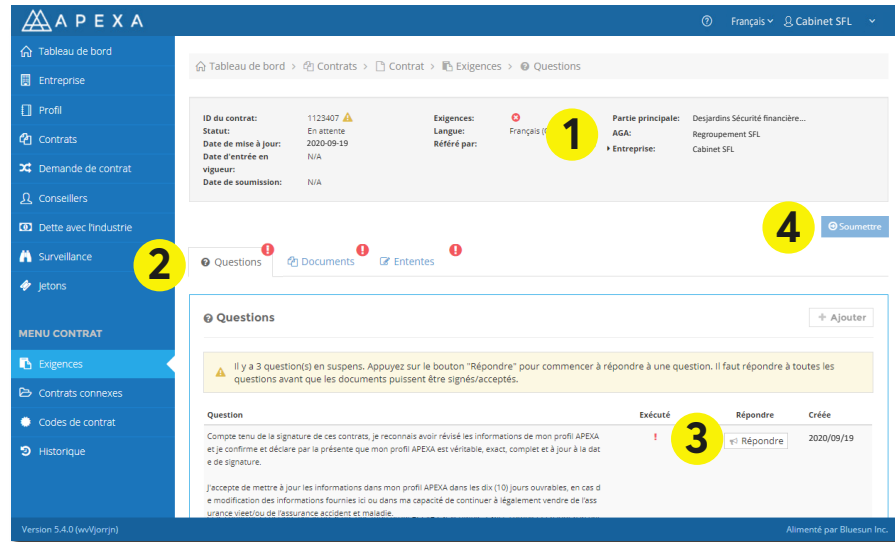 APEXA
Français
Cabinet SFL
Tableau de bord
Entreprise
Profil
Contrats
Demande de contrat
Conseillers
Dette avec l'industrie
Surveillance
Jetons
MENU CONTRAT
Exigences
Contrats connexes
Codes de contrat
Historique
Tableau de bord > Contrats > Contrat > Exigences > Questions
ID du contrat: 1123407
Statut: En attente
Date de mise à jour: 2020-09-19
Date d'entrée en vigueur: N/A
Date de soumission: N/A
Exigences:
Langue: Français (
Référé par:
1
Partie principale: Desjardins Sécurité financière...
AGA: Regroupement SFL
Entreprise: Cabinet SFL
4
Soumettre
2
Questions
Documents
Ententes
Questions
+ Ajouter
Il y a 3 question(s) en suspens. Appuyez sur le bouton "Répondre" pour commencer à répondre à une question. Il faut répondre à toutes les
questions avant que les documents puissent être signés/acceptés.
Question Exécuté Répondre Créée
Compte tenu de la signature de ces contrats, je reconnais avoir révisé les informations de mon profil APEXA
et je confirme et déclare par la présente que mon profil APEXA est véritable, exact, complet et à jour à la dat
e de signature.
! 3 Répondre 2020/09/19
J'accepte de mettre à jour les informations dans mon profil APEXA dans les dix (10) jours ouvrables, en cas d
e modification des informations fournies ici ou dans ma capacité de continuer à légalement vendre de l'ass
urance vieet/ou de l'assurance accident et maladie.
Version 5.4.0 (wvVjorrjn)
Alimenté par Bluesun Inc.